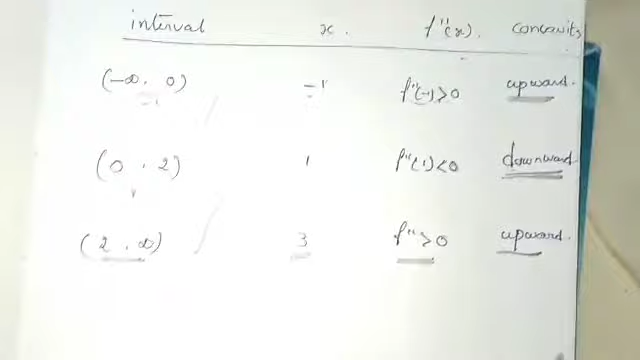 interval x. f''(x). concavity
(-∞, 0) -1 f''(-1)>0 upward.
(0, 2) 1 f''(1)<0 downward
(2, ∞) 3 f''>0 upward.